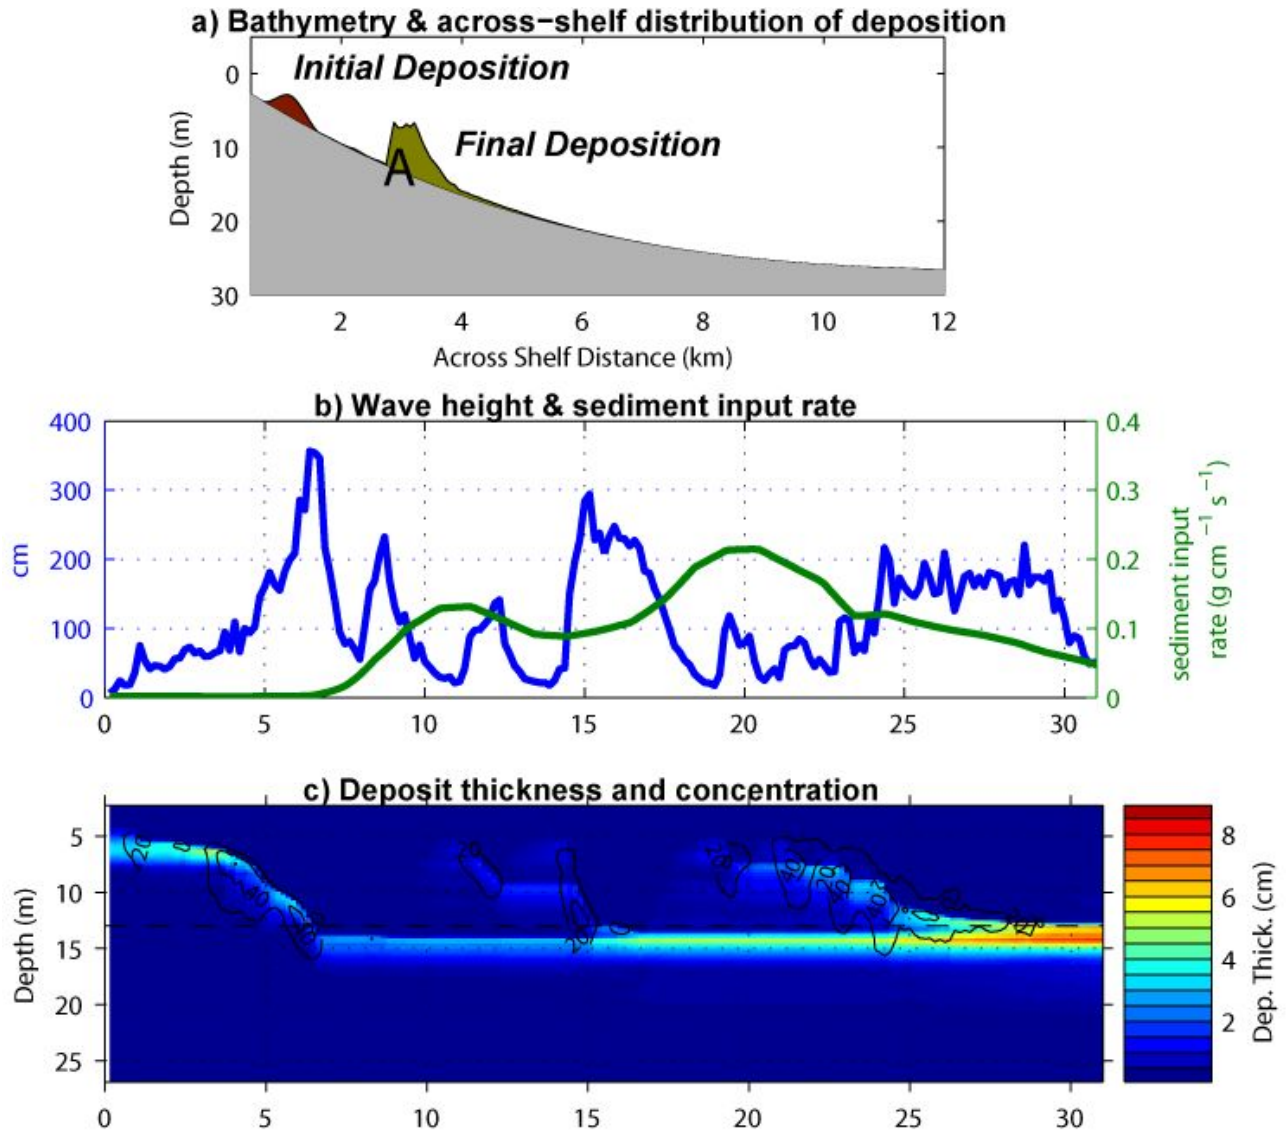 a) Bathymetry & across−shelf distribution of deposition
0
Initial Deposition
10
Final Deposition
A
Depth (m)
20
30
2 4 6 8 10 12
Across Shelf Distance (km)
b) Wave height & sediment input rate
400 0.4
300 0.3
200 0.2
100 0.1
0 0
cm
sediment input
rate (g cm⁻¹ s⁻¹)
0 5 10 15 20 25 30
c) Deposit thickness and concentration
5
10
15
20
25
Depth (m)
8
6
4
2
Dep. Thick. (cm)
0 5 10 15 20 25 30